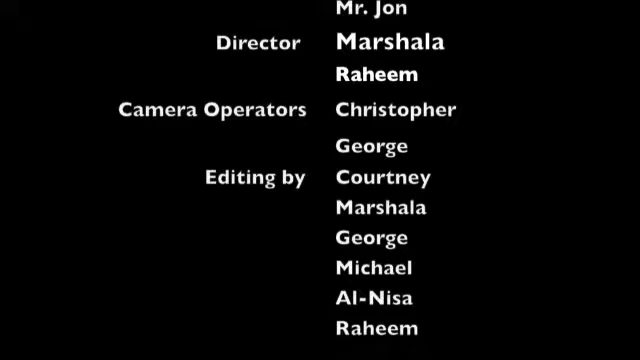 Mr. Jon
Director Marshala
Raheem
Camera Operators Christopher
George
Editing by Courtney
Marshala
George
Michael
Al-Nisa
Raheem